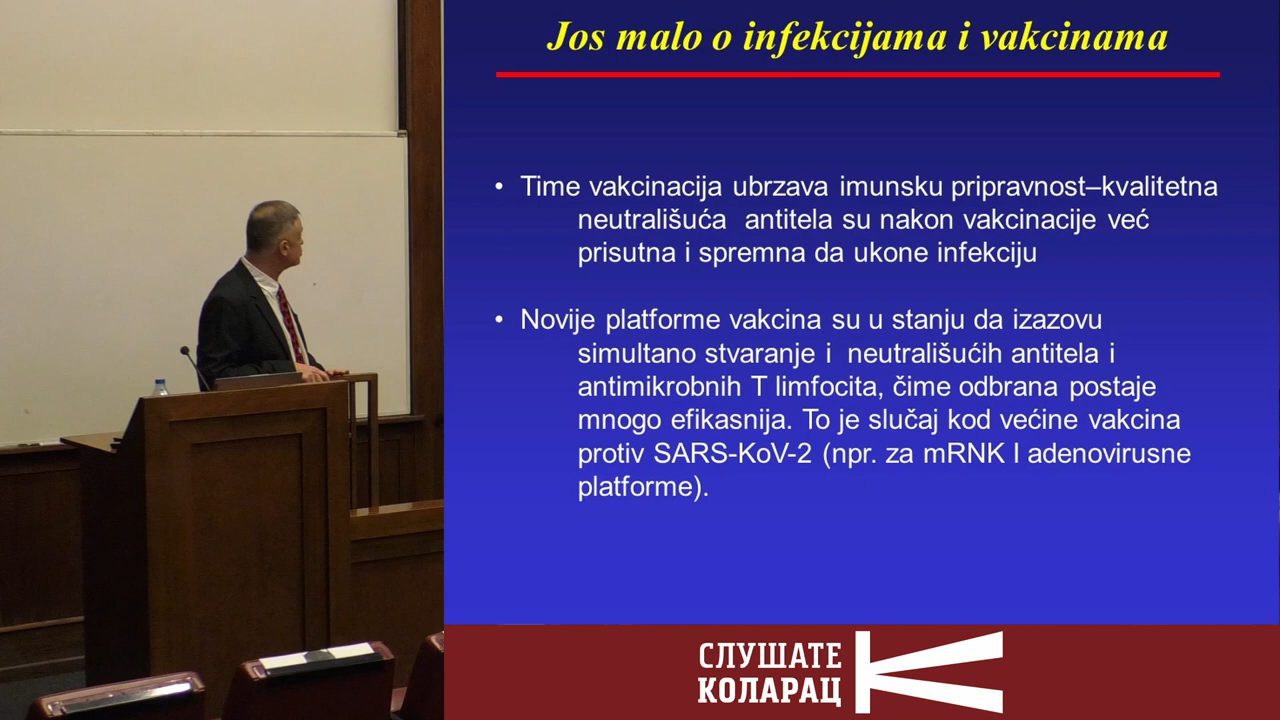 Jos malo o infekcijama i vakcinama
• Time vakcinacija ubrzava imunsku pripravnost–kvalitetna
neutrališuća antitela su nakon vakcinacije već
prisutna i spremna da ukone infekciju
• Novije platforme vakcina su u stanju da izazovu
simultano stvaranje i neutrališućih antitela i
antimikrobnih T limfocita, čime odbrana postaje
mnogo efikasnija. To je slučaj kod većine vakcina
protiv SARS-KoV-2 (npr. za mRNK I adenovirusne
platforme).
СЛУШАТЕ
КОЛАРАЦ